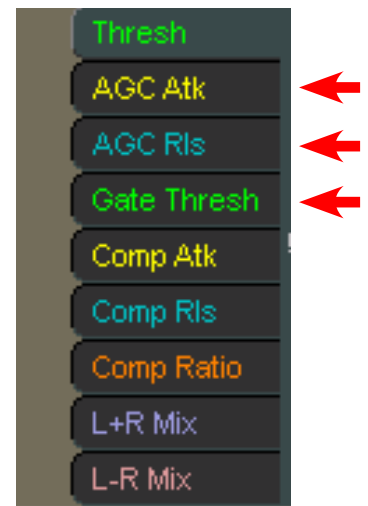 Thresh
AGC Atk
AGC Rls
Gate Thresh
Comp Atk
Comp Rls
Comp Ratio
L+R Mix
L-R Mix